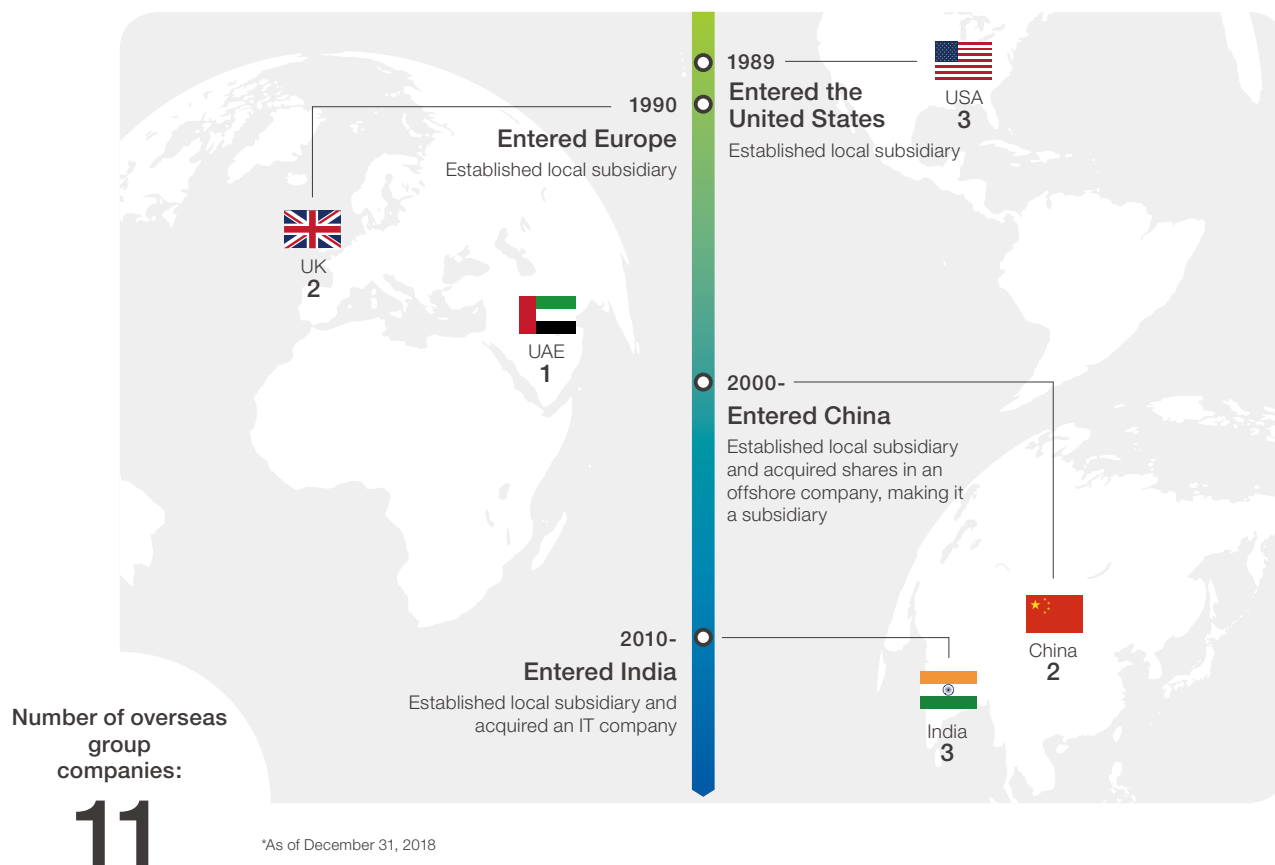 1989
Entered the
United States
Established local subsidiary
USA
3
1990
Entered Europe
Established local subsidiary
UK
2
UAE
1
2000-
Entered China
Established local subsidiary
and acquired shares in an
offshore company, making it
a subsidiary
China
2
2010-
Entered India
Established local subsidiary and
acquired an IT company
India
3
Number of overseas
group
companies:
11
*As of December 31, 2018